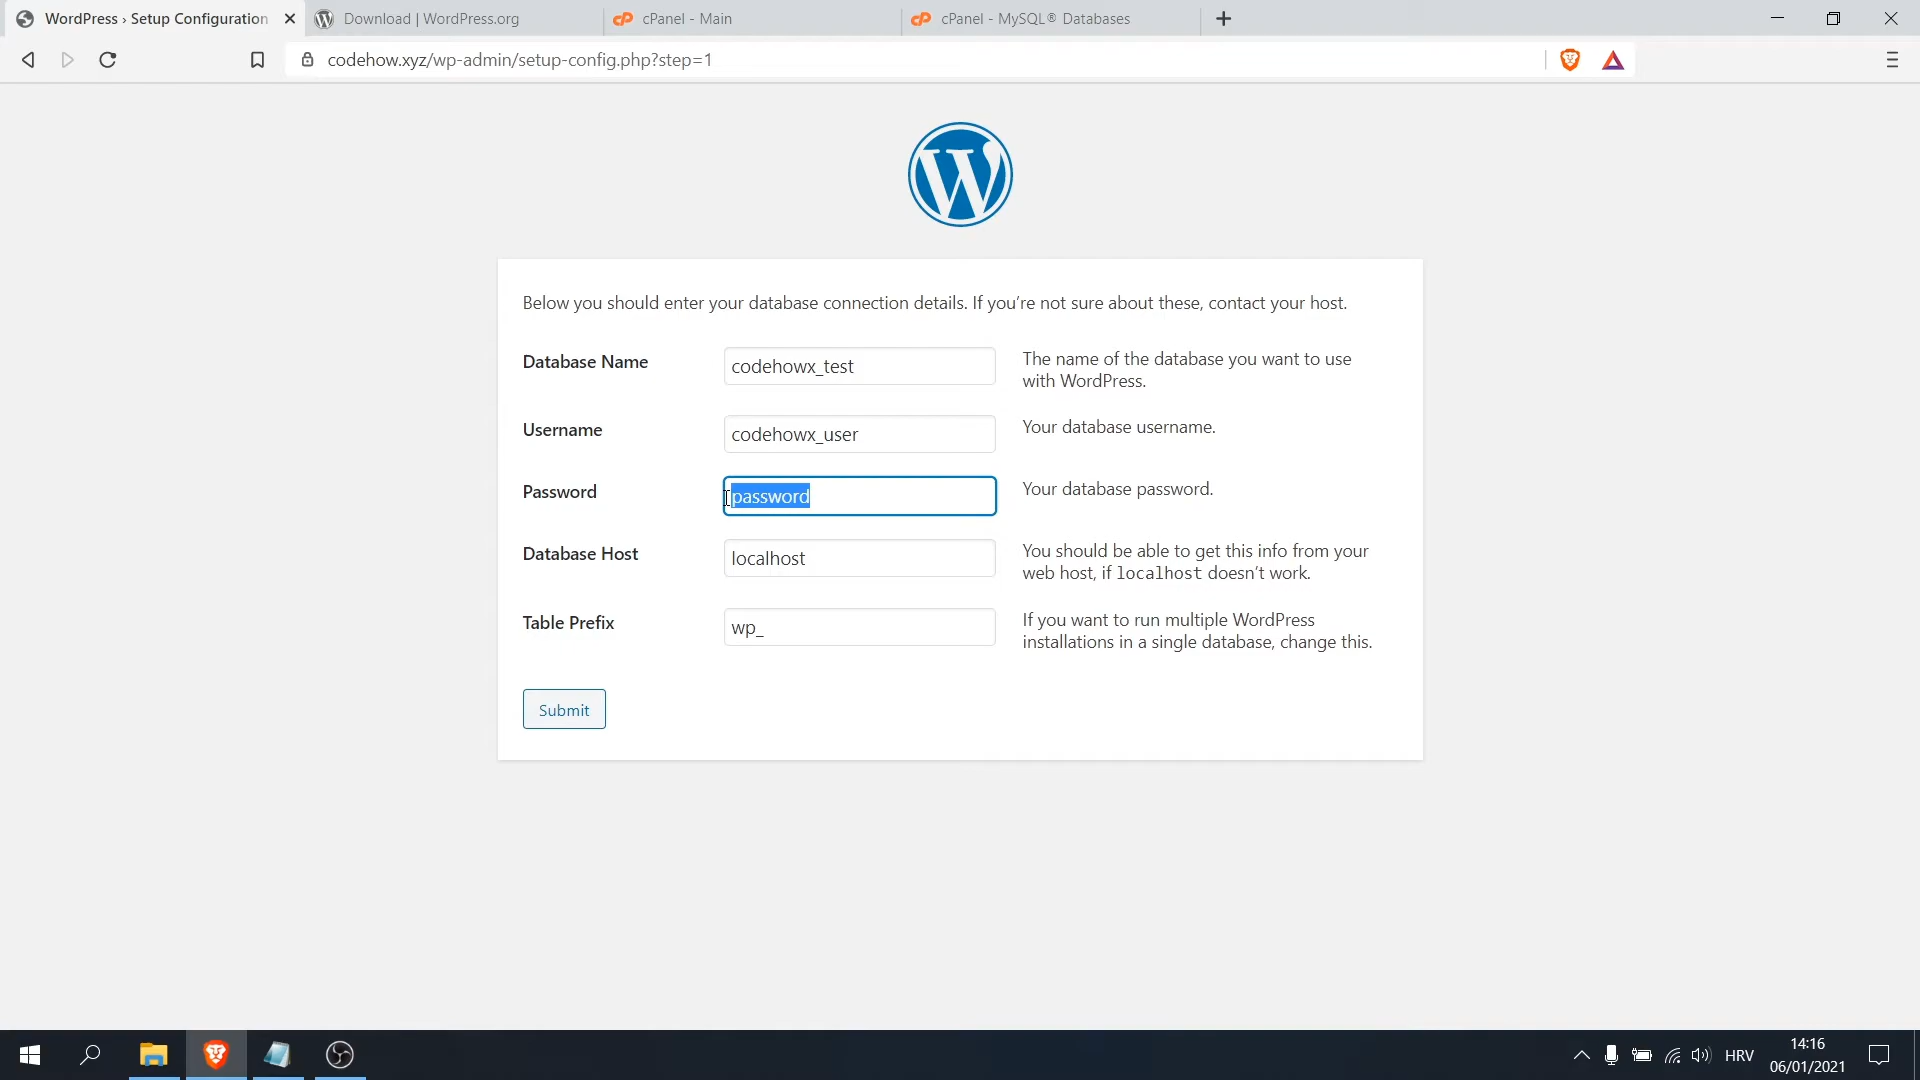 WordPress › Setup Configuration
Download | WordPress.org
cPanel - Main
cPanel - MySQL® Databases
codehow.xyz/wp-admin/setup-config.php?step=1
Below you should enter your database connection details. If you’re not sure about these, contact your host.
Database Name
codehowx_test
The name of the database you want to use
with WordPress.
Username
codehowx_user
Your database username.
Password
password
Your database password.
Database Host
localhost
You should be able to get this info from your
web host, if localhost doesn’t work.
Table Prefix
wp_
If you want to run multiple WordPress
installations in a single database, change this.
Submit
HRV
14:16
06/01/2021